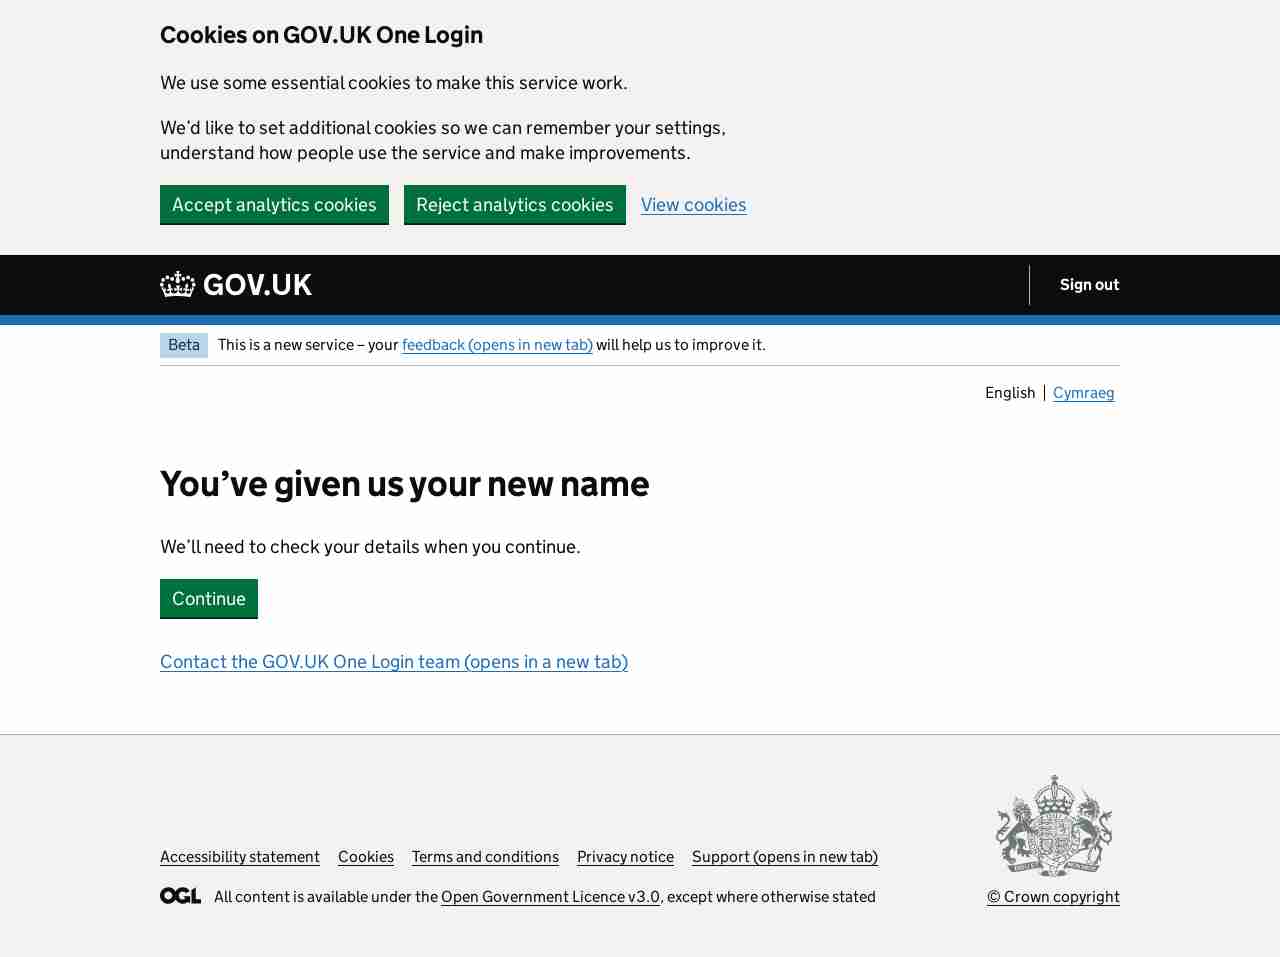 Cookies on GOV.UK One Login
We use some essential cookies to make this service work.
We’d like to set additional cookies so we can remember your settings,
understand how people use the service and make improvements.
Accept analytics cookies Reject analytics cookies View cookies
GOV.UK Sign out
Beta This is a new service – your feedback (opens in new tab) will help us to improve it.
English Cymraeg
You’ve given us your new name
We’ll need to check your details when you continue.
Continue
Contact the GOV.UK One Login team (opens in a new tab)
Accessibility statement Cookies Terms and conditions Privacy notice Support (opens in new tab)
OGL All content is available under the Open Government Licence v3.0, except where otherwise stated
© Crown copyright